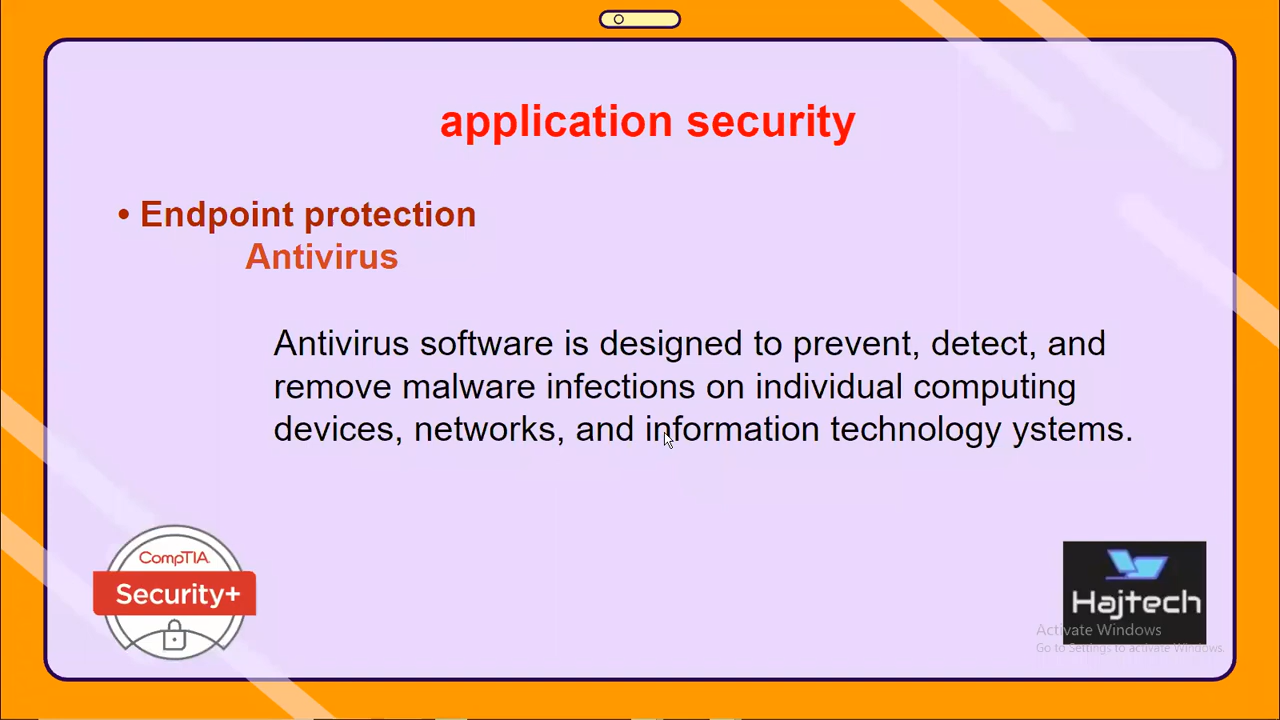 application security
• Endpoint protection
Antivirus
Antivirus software is designed to prevent, detect, and
remove malware infections on individual computing
devices, networks, and information technology ystems.
CompTIA.
Security+
Hajtech
Activate Windows
Go to Settings to activate Windows.